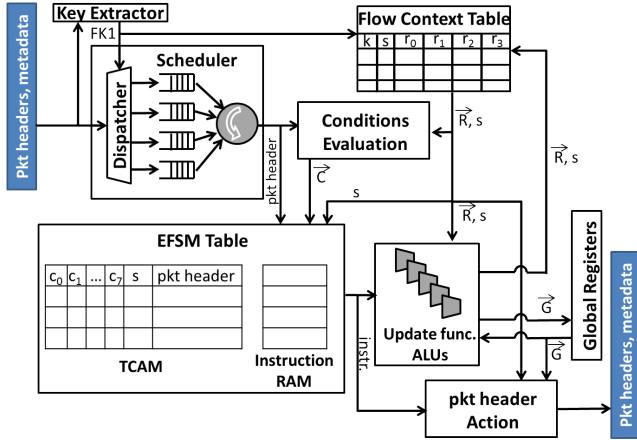 Pkt headers, metadata
Key Extractor
FK1
Scheduler
Dispatcher
Flow Context Table
k s r0 r1 r2 r3
R, s
R, s
Conditions
Evaluation
pkt header
C
s
R, s
EFSM Table
c0 c1 ... c7 s pkt header
TCAM
Instruction
RAM
instr.
Update func.
ALUs
G
G
Global Registers
pkt header
Action
Pkt headers, metadata